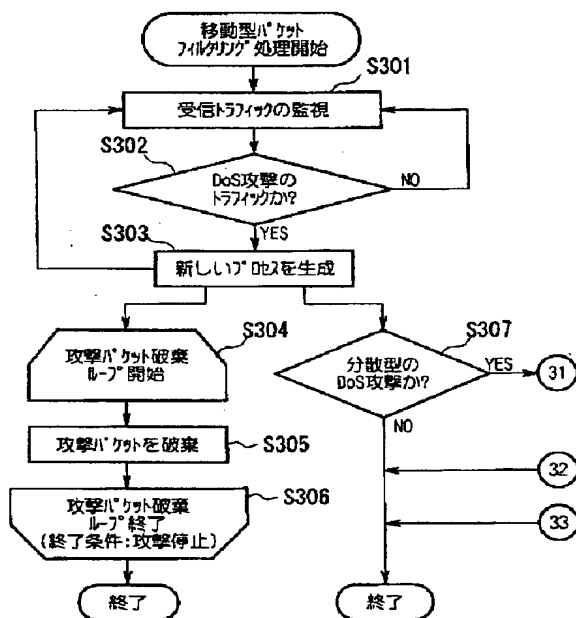 移動型パケット
フィルタリング処理開始
S301
受信トラフィックの監視
S302
DoS攻撃の
トラフィックか?
NO
YES
S303
新しいプロセスを生成
S304
攻撃パケット破棄
ループ開始
S305
攻撃パケットを破棄
S306
攻撃パケット破棄
ループ終了
(終了条件:攻撃停止)
終了
S307
分散型の
DoS攻撃か?
YES
31
NO
32
33
終了